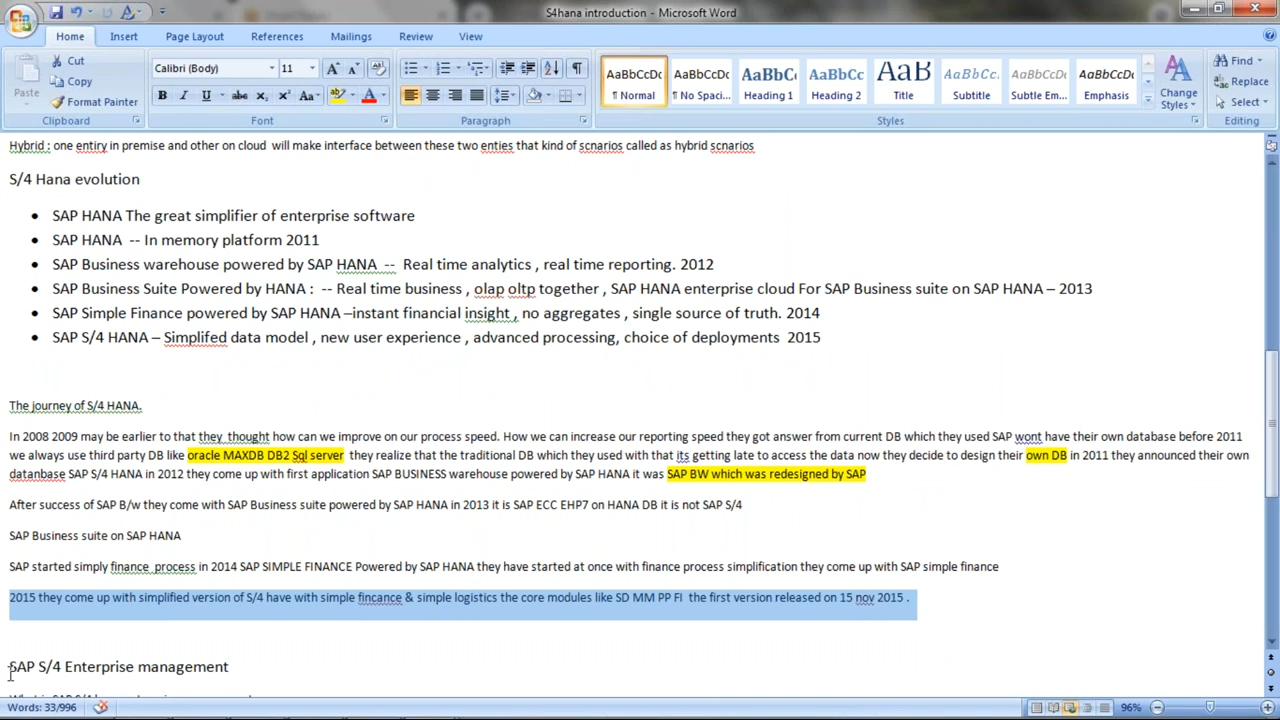 S4hana introduction - Microsoft Word
Home Insert Page Layout References Mailings Review View
Cut
Copy
Format Painter
Paste
Calibri (Body) 11
AaBbCcDc AaBbCcDc AaBbC AaBbCc AaB AaBbCc. AaBbCcDc AaBbCcDc
¶ Normal ¶ No Spaci... Heading 1 Heading 2 Title Subtitle Subtle Em... Emphasis
Change Styles
Find
Replace
Select
Clipboard Font Paragraph Styles Editing
Hybrid : one entiry in premise and other on cloud will make interface between these two enties that kind of scnarios called as hybrid scnarios
S/4 Hana evolution
• SAP HANA The great simplifier of enterprise software
• SAP HANA -- In memory platform 2011
• SAP Business warehouse powered by SAP HANA -- Real time analytics , real time reporting. 2012
• SAP Business Suite Powered by HANA : -- Real time business , olap oltp together , SAP HANA enterprise cloud For SAP Business suite on SAP HANA – 2013
• SAP Simple Finance powered by SAP HANA –instant financial insight , no aggregates , single source of truth. 2014
• SAP S/4 HANA – Simplifed data model , new user experience , advanced processing, choice of deployments 2015
The journey of S/4 HANA.
In 2008 2009 may be earlier to that they thought how can we improve on our process speed. How we can increase our reporting speed they got answer from current DB which they used SAP wont have their own database before 2011
we always use third party DB like oracle MAXDB DB2 Sql server they realize that the traditional DB which they used with that its getting late to access the data now they decide to design their own DB in 2011 they announced their own
datanbase SAP S/4 HANA in 2012 they come up with first application SAP BUSINESS warehouse powered by SAP HANA it was SAP BW which was redesigned by SAP
After success of SAP B/w they come with SAP Business suite powered by SAP HANA in 2013 it is SAP ECC EHP7 on HANA DB it is not SAP S/4
SAP Business suite on SAP HANA
SAP started simply finance process in 2014 SAP SIMPLE FINANCE Powered by SAP HANA they have started at once with finance process simplification they come up with SAP simple finance
2015 they come up with simplified version of S/4 have with simple fincance & simple logistics the core modules like SD MM PP FI the first version released on 15 nov 2015 .
SAP S/4 Enterprise management
Words: 33/996
96%